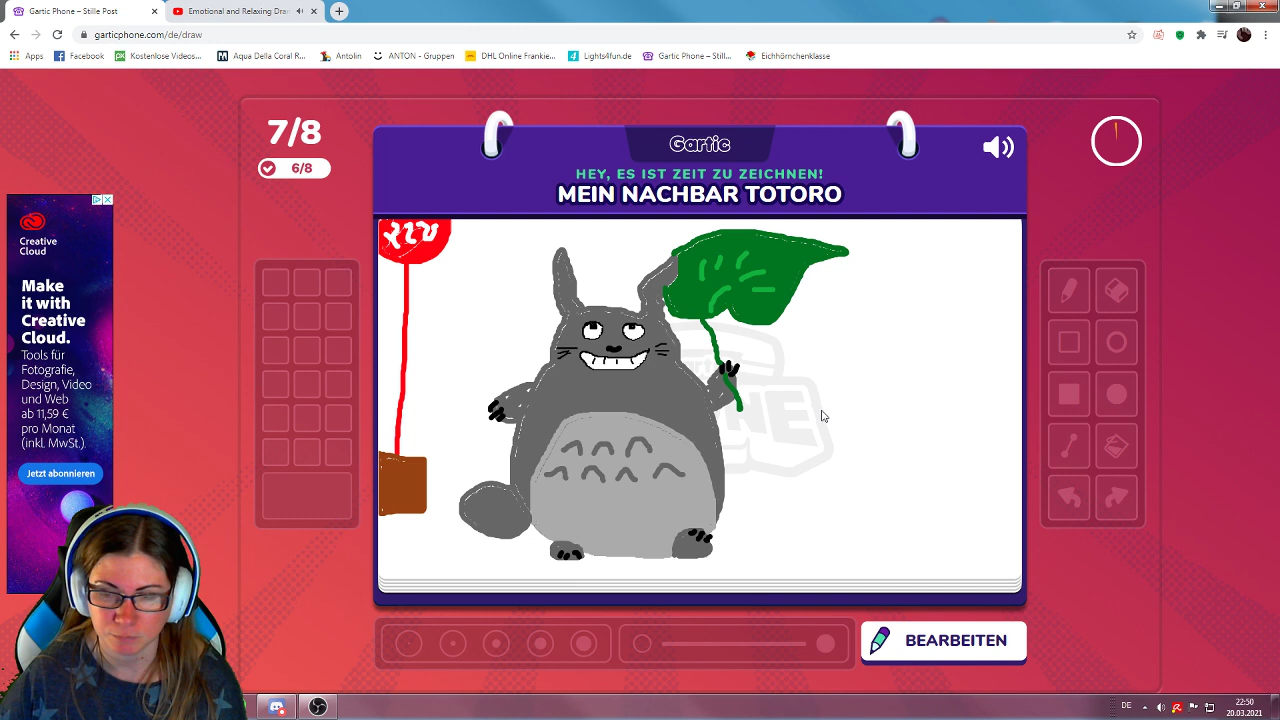 Gartic Phone – Stille Post
Emotional and Relaxing Dra
garticphone.com/de/draw
Apps
Facebook
Kostenlose Videos...
Aqua Della Coral R...
Antolin
ANTON - Gruppen
DHL Online Frankie...
Lights4fun.de
Gartic Phone – Still...
Eichhörnchenklasse
7/8
6/8
Gartic
HEY, ES IST ZEIT ZU ZEICHNEN!
MEIN NACHBAR TOTORO
Creative
Cloud
Make
it with
Creative
Cloud.
Tools für
Fotografie,
Design, Video
und Web
ab 11,59 €
pro Monat
(inkl. MwSt.).
Jetzt abonnieren
BEARBEITEN
DE
22:50
20.03.2021